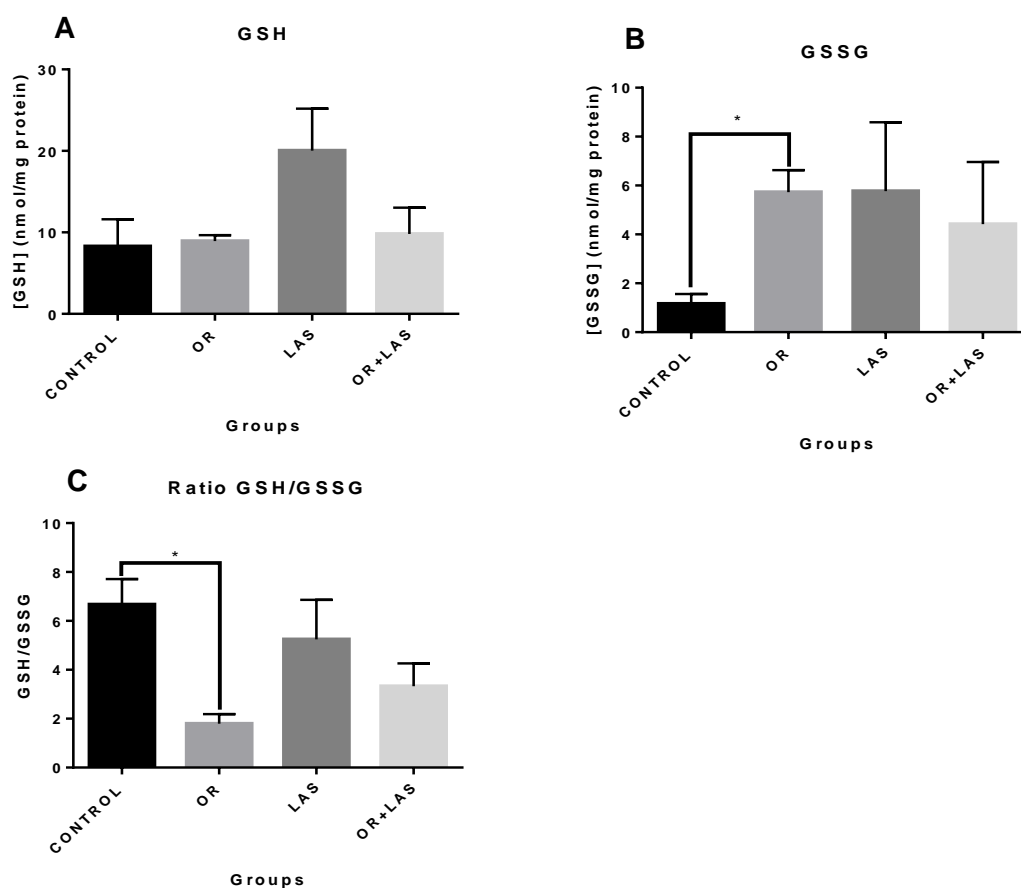 A
GSH
[GSH] (nmol/mg protein)
30
20
10
0
CONTROL
OR
LAS
OR+LAS
Groups
B
GSSG
[GSSG] (nmol/mg protein)
10
8
6
4
2
0
*
CONTROL
OR
LAS
OR+LAS
Groups
C
Ratio GSH/GSSG
GSH/GSSG
10
8
6
4
2
0
*
CONTROL
OR
LAS
OR+LAS
Groups